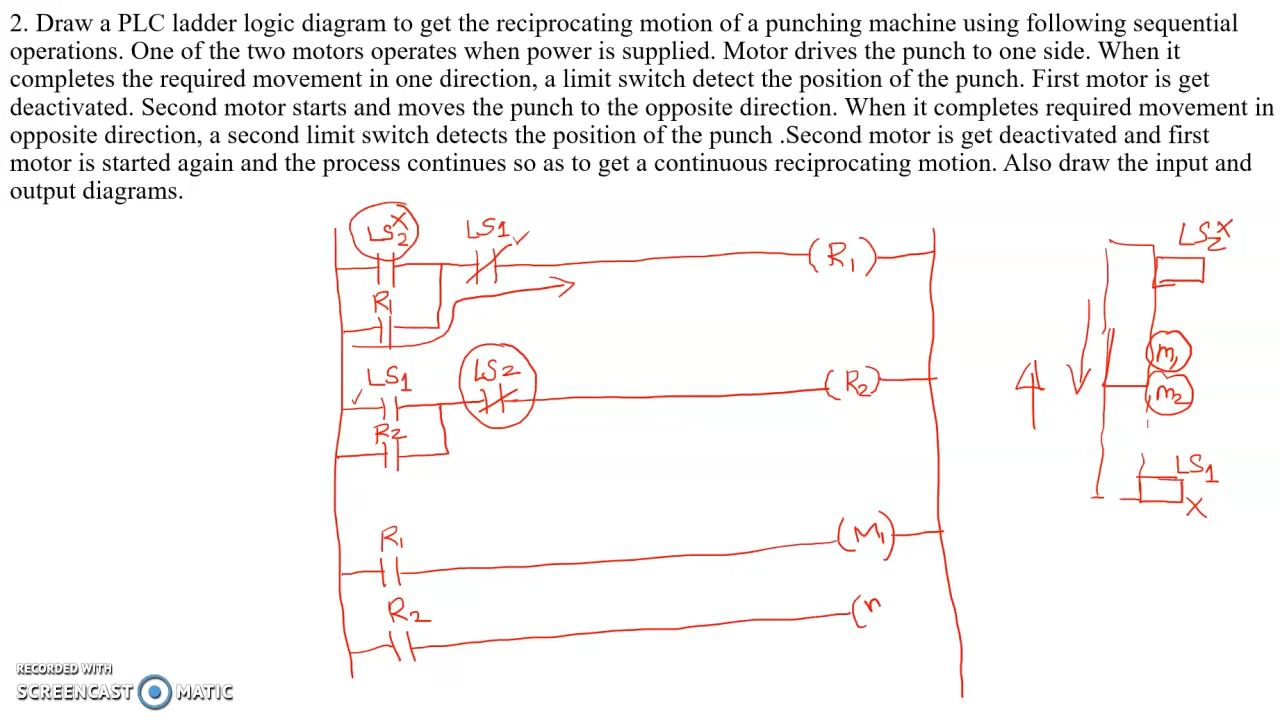 2. Draw a PLC ladder logic diagram to get the reciprocating motion of a punching machine using following sequential
operations. One of the two motors operates when power is supplied. Motor drives the punch to one side. When it
completes the required movement in one direction, a limit switch detect the position of the punch. First motor is get
deactivated. Second motor starts and moves the punch to the opposite direction. When it completes required movement in
opposite direction, a second limit switch detects the position of the punch .Second motor is get deactivated and first
motor is started again and the process continues so as to get a continuous reciprocating motion. Also draw the input and
output diagrams.
LS2 X
LS1 ✓
(R1)
LS2 X
R1
m1
LS1 ✓
LS2
(R2)
m2
R2
LS1
X
R1
(M1)
R2
(m
RECORDED WITH
SCREENCAST MATIC